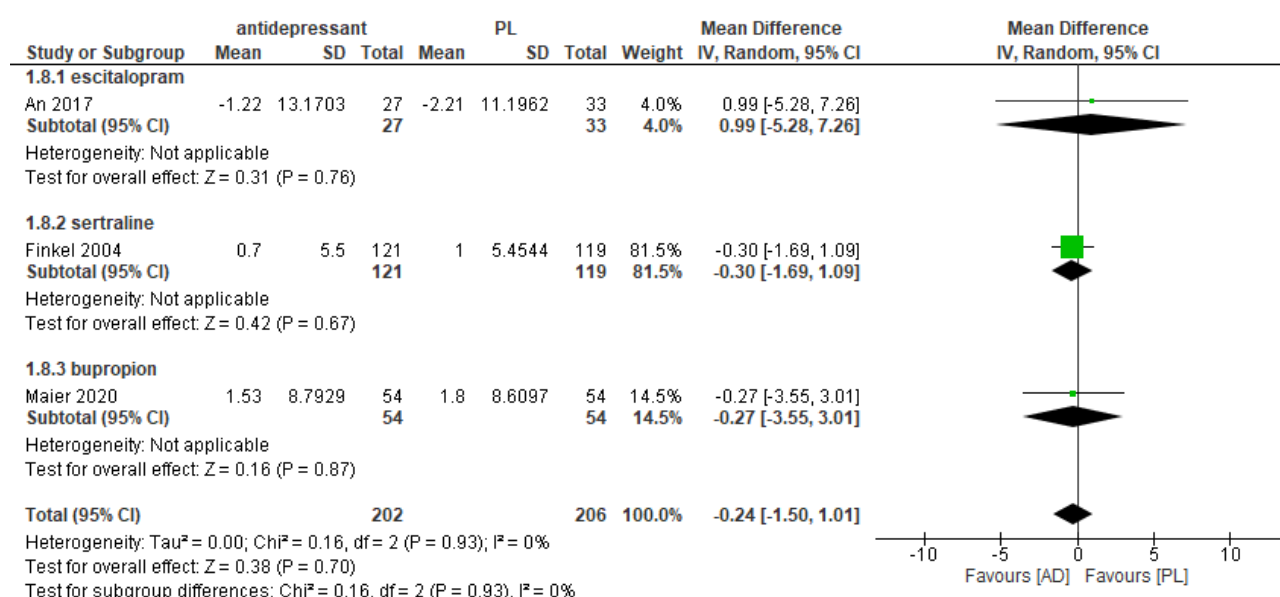 antidepressant PL Mean Difference Mean Difference
Study or Subgroup Mean SD Total Mean SD Total Weight IV, Random, 95% CI IV, Random, 95% CI
1.8.1 escitalopram
An 2017 -1.22 13.1703 27 -2.21 11.1962 33 4.0% 0.99 [-5.28, 7.26]
Subtotal (95% CI) 27 33 4.0% 0.99 [-5.28, 7.26]
Heterogeneity: Not applicable
Test for overall effect: Z = 0.31 (P = 0.76)
1.8.2 sertraline
Finkel 2004 0.7 5.5 121 1 5.4544 119 81.5% -0.30 [-1.69, 1.09]
Subtotal (95% CI) 121 119 81.5% -0.30 [-1.69, 1.09]
Heterogeneity: Not applicable
Test for overall effect: Z = 0.42 (P = 0.67)
1.8.3 bupropion
Maier 2020 1.53 8.7929 54 1.8 8.6097 54 14.5% -0.27 [-3.55, 3.01]
Subtotal (95% CI) 54 54 14.5% -0.27 [-3.55, 3.01]
Heterogeneity: Not applicable
Test for overall effect: Z = 0.16 (P = 0.87)
Total (95% CI) 202 206 100.0% -0.24 [-1.50, 1.01]
Heterogeneity: Tau² = 0.00; Chi² = 0.16, df = 2 (P = 0.93); I² = 0%
Test for overall effect: Z = 0.38 (P = 0.70)
Test for subgroup differences: Chi² = 0.16, df = 2 (P = 0.93), I² = 0%
-10 -5 0 5 10
Favours [AD] Favours [PL]